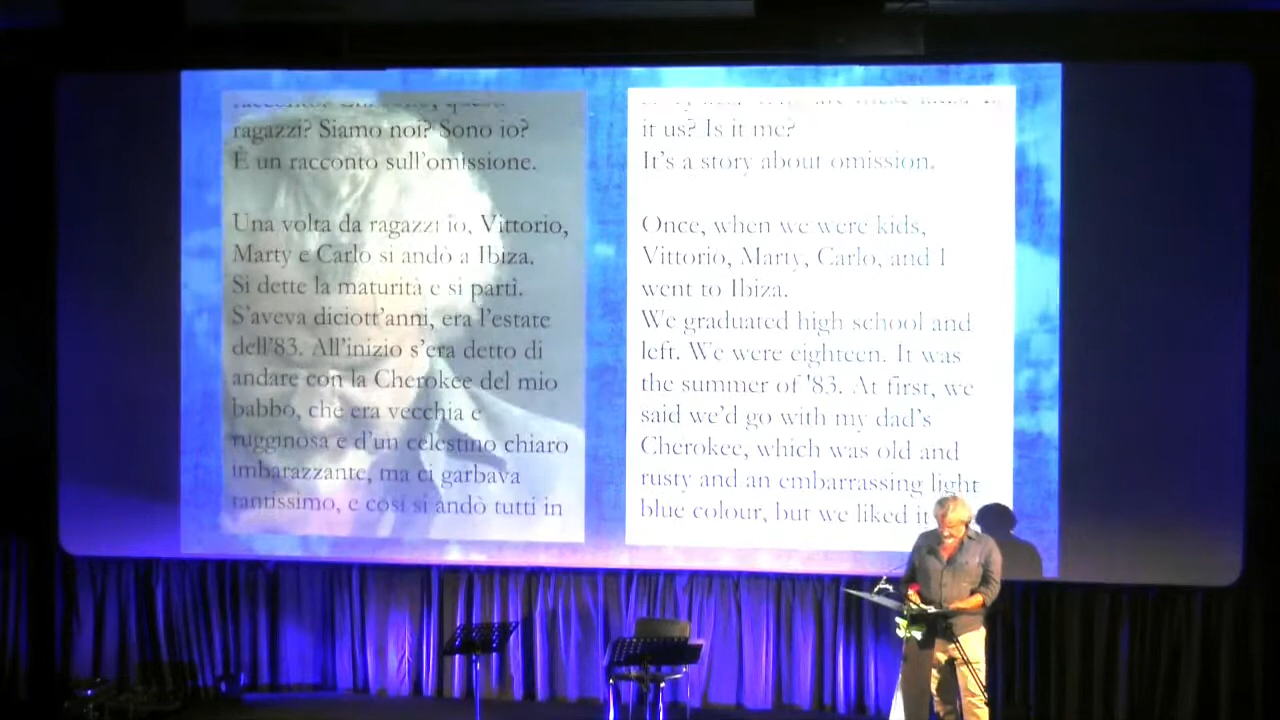 ragazzi? Siamo noi? Sono io?
È un racconto sull'omissione.
Una volta da ragazzi io, Vittorio,
Marty e Carlo si andò a Ibiza.
Si dette la maturità e si partì.
S'aveva diciott'anni, era l'estate
dell'83. All'inizio s'era detto di
andare con la Cherokee del mio
babbo, che era vecchia e
rugginosa e d'un celestino chiaro
imbarazzante, ma ci garbava
tantissimo, e così si andò tutti in
it us? Is it me?
It's a story about omission.
Once, when we were kids,
Vittorio, Marty, Carlo, and I
went to Ibiza.
We graduated high school and
left. We were eighteen. It was
the summer of '83. At first, we
said we'd go with my dad's
Cherokee, which was old and
rusty and an embarrassing light
blue colour, but we liked it